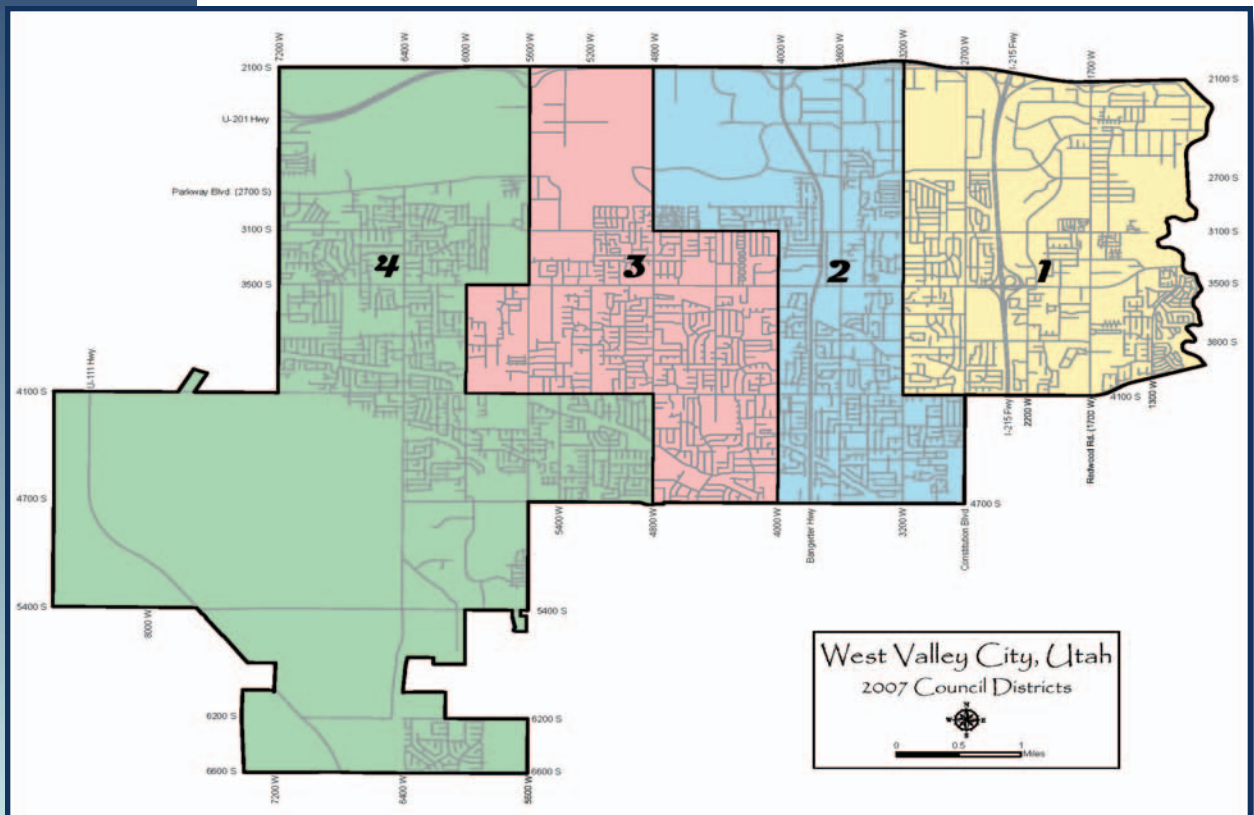 7200 W
6400 W
6000 W
5600 W
5200 W
4800 W
4000 W
3600 W
3200 W
2700 W
I-215 Fwy
1700 W
2100 S
2100 S
U-201 Hwy
Parkway Blvd. (2700 S)
2700 S
3100 S
3100 S
4
3
2
1
3500 S
3500 S
3800 S
U-111 Hwy
4100 S
4100 S
I-215 Fwy
2200 W
Redwood Rd. (1700 W)
1300 W
4700 S
4700 S
5400 W
4800 W
4000 W
Bangerter Hwy
3200 W
Constitution Blvd
5400 S
5400 S
8000 W
West Valley City, Utah
2007 Council Districts
N
W
E
S
0
0.5
1
Miles
6200 S
6200 S
6600 S
6600 S
7200 W
6400 W
5600 W